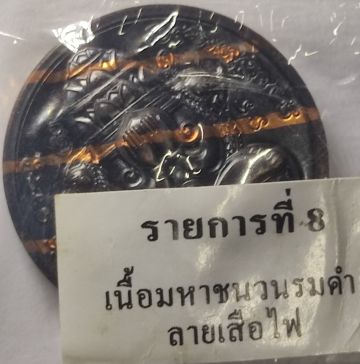 รายการที่ 8
เนื้อมหาชนวนรมดำ
ลายเสือไฟ